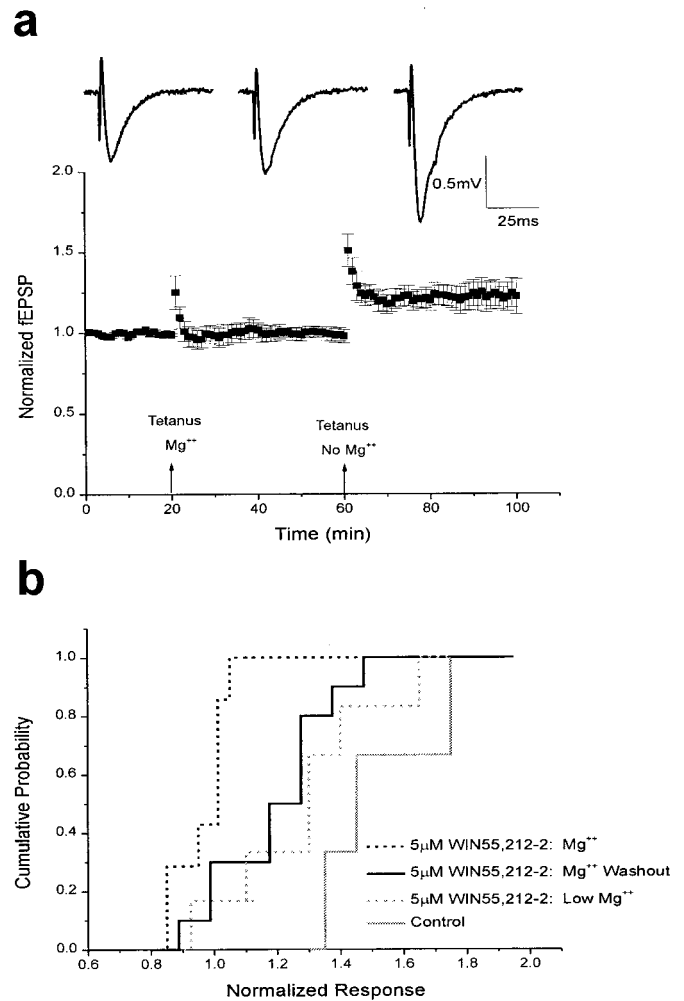 a
0.5mV
25ms
2.0
1.5
1.0
0.5
0.0
Normalized fEPSP
Tetanus
Mg++
Tetanus
No Mg++
0 20 40 60 80 100
Time (min)
b
1.0
0.8
0.6
0.4
0.2
0.0
Cumulative Probability
5μM WIN55,212-2: Mg++
5μM WIN55,212-2: Mg++ Washout
5μM WIN55,212-2: Low Mg++
Control
0.6 0.8 1.0 1.2 1.4 1.6 1.8 2.0
Normalized Response